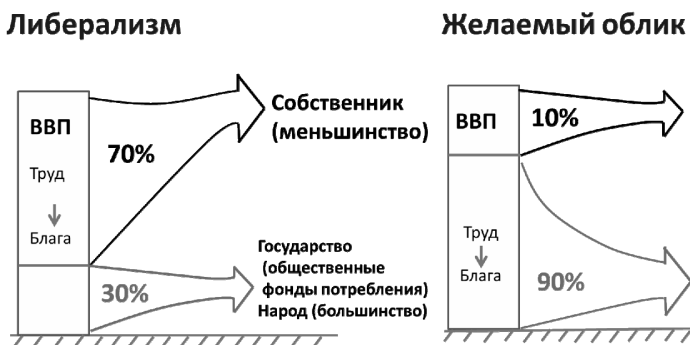 Либерализм
ВВП
Труд
Блага
70%
Собственник
(меньшинство)
30%
Государство
(общественные
фонды потребления)
Народ (большинство)
Желаемый облик
ВВП
10%
Труд
Блага
90%